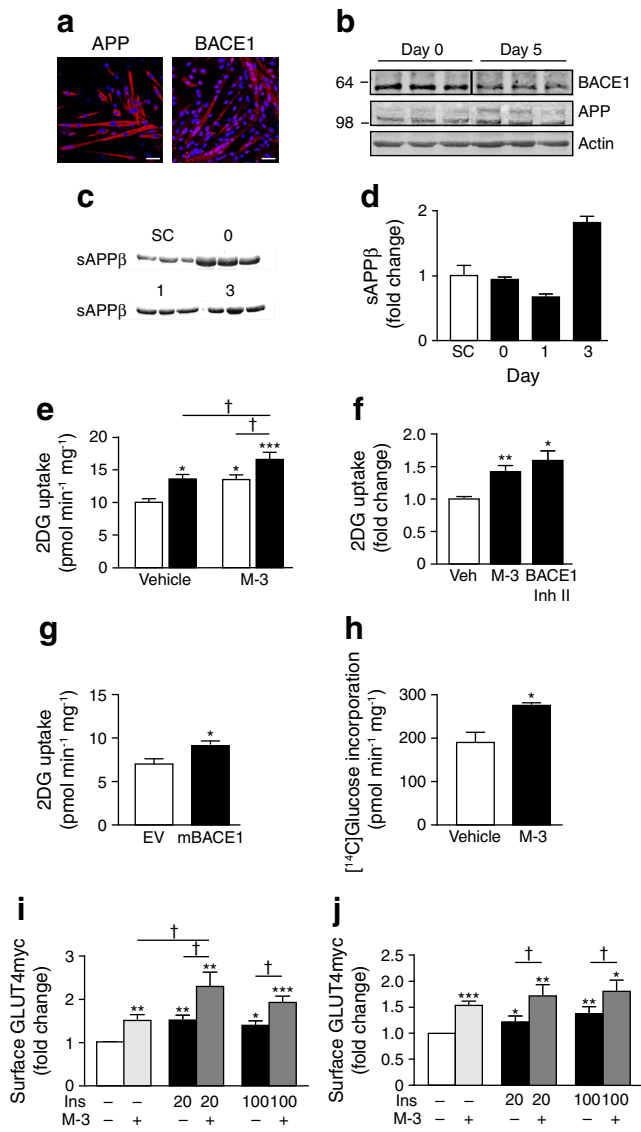 a
APP BACE1
b
Day 0 Day 5
64 BACE1
APP
98
Actin
c
SC 0
sAPPβ
1 3
sAPPβ
d
sAPPβ
(fold change)
2
1
0
SC 0 1 3
Day
e
2DG uptake
(pmol min-1 mg-1)
20
15
10
5
0
†
†
* * ***
Vehicle M-3
f
2DG uptake
(fold change)
2.0
1.5
1.0
0.5
0
** *
Veh M-3 BACE1
Inh II
g
2DG uptake
(pmol min-1 mg-1)
15
10
5
0
*
EV mBACE1
h
[14C]Glucose incorporation
(pmol min-1 mg-1)
300
200
100
0
*
Vehicle M-3
i
Surface GLUT4myc
(fold change)
3
2
1
0
†
† †
** ** ** * ***
Ins – – 20 20 100 100
M-3 – + – + – +
j
Surface GLUT4myc
(fold change)
2.5
2.0
1.5
1.0
0.5
0
† †
*** * ** ** *
Ins – – 20 20 100 100
M-3 – + – + – +